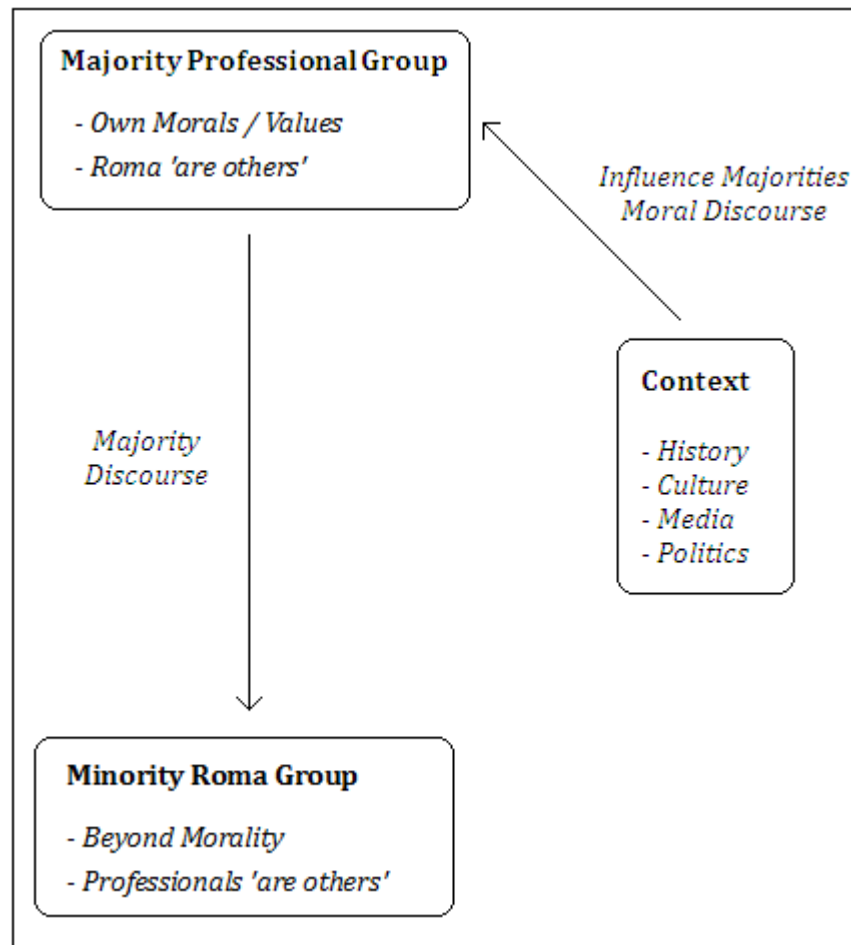 Majority Professional Group
- Own Morals / Values
- Roma 'are others'
Influence Majorities
Moral Discourse
Context
- History
- Culture
- Media
- Politics
Majority
Discourse
Minority Roma Group
- Beyond Morality
- Professionals 'are others'